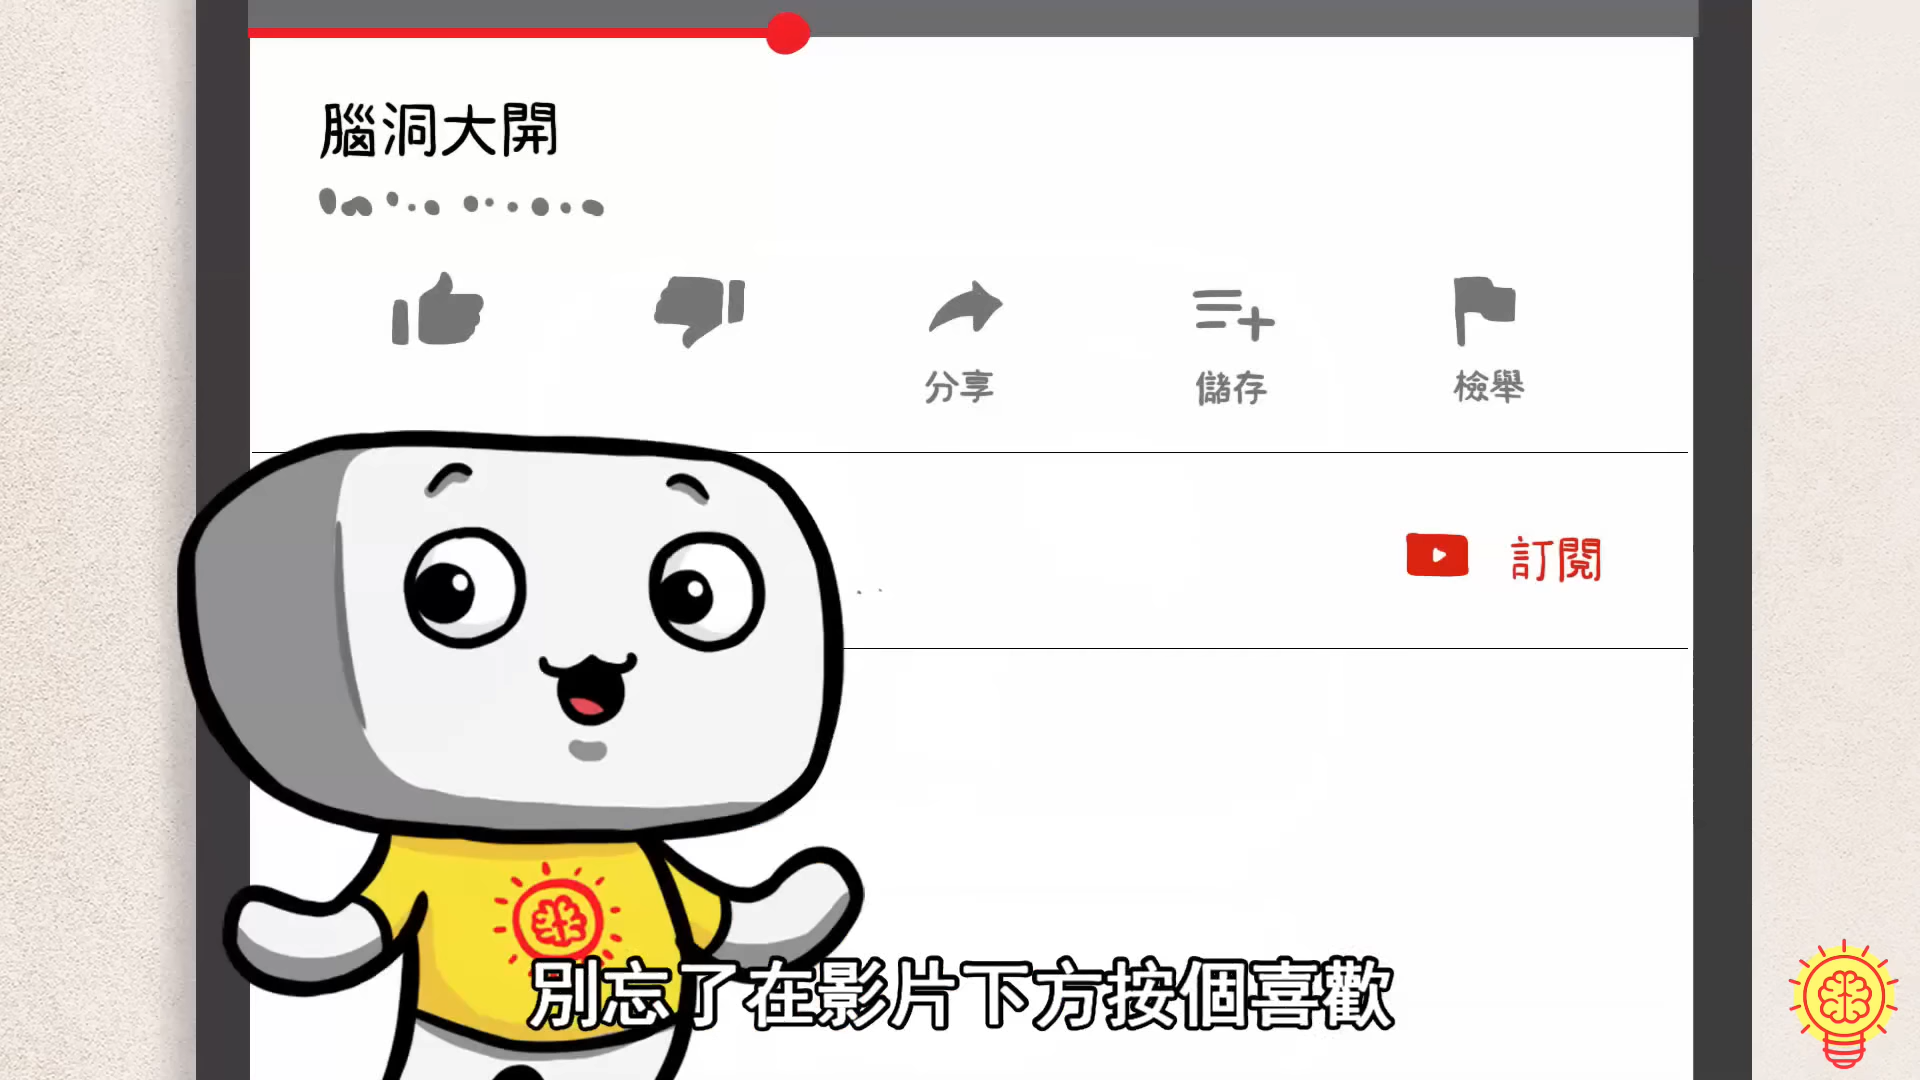 腦洞大開
分享
儲存
檢舉
訂閱
別忘了在影片下方按個喜歡